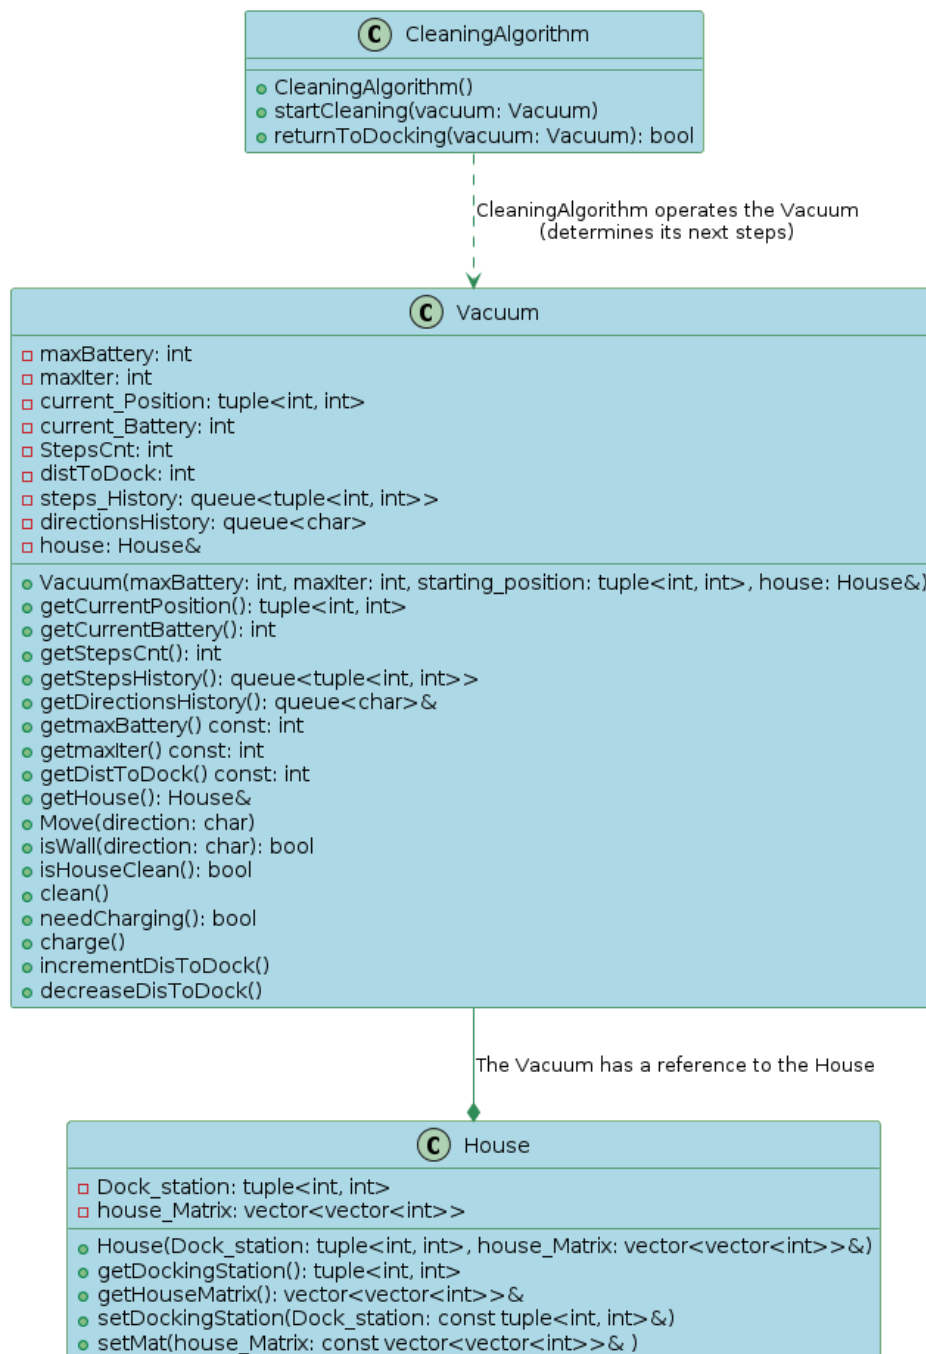 C CleaningAlgorithm
CleaningAlgorithm()
startCleaning(vacuum: Vacuum)
returnToDocking(vacuum: Vacuum): bool
CleaningAlgorithm operates the Vacuum
(determines its next steps)
C Vacuum
maxBattery: int
maxIter: int
current_Position: tuple<int, int>
current_Battery: int
StepsCnt: int
distToDock: int
steps_History: queue<tuple<int, int>>
directionsHistory: queue<char>
house: House&
Vacuum(maxBattery: int, maxIter: int, starting_position: tuple<int, int>, house: House&)
getCurrentPosition(): tuple<int, int>
getCurrentBattery(): int
getStepsCnt(): int
getStepsHistory(): queue<tuple<int, int>>
getDirectionsHistory(): queue<char>&
getmaxBattery() const: int
getmaxIter() const: int
getDistToDock() const: int
getHouse(): House&
Move(direction: char)
isWall(direction: char): bool
isHouseClean(): bool
clean()
needCharging(): bool
charge()
incrementDisToDock()
decreaseDisToDock()
The Vacuum has a reference to the House
C House
Dock_station: tuple<int, int>
house_Matrix: vector<vector<int>>
House(Dock_station: tuple<int, int>, house_Matrix: vector<vector<int>>&)
getDockingStation(): tuple<int, int>
getHouseMatrix(): vector<vector<int>>&
setDockingStation(Dock_station: const tuple<int, int>&)
setMat(house_Matrix: const vector<vector<int>>& )